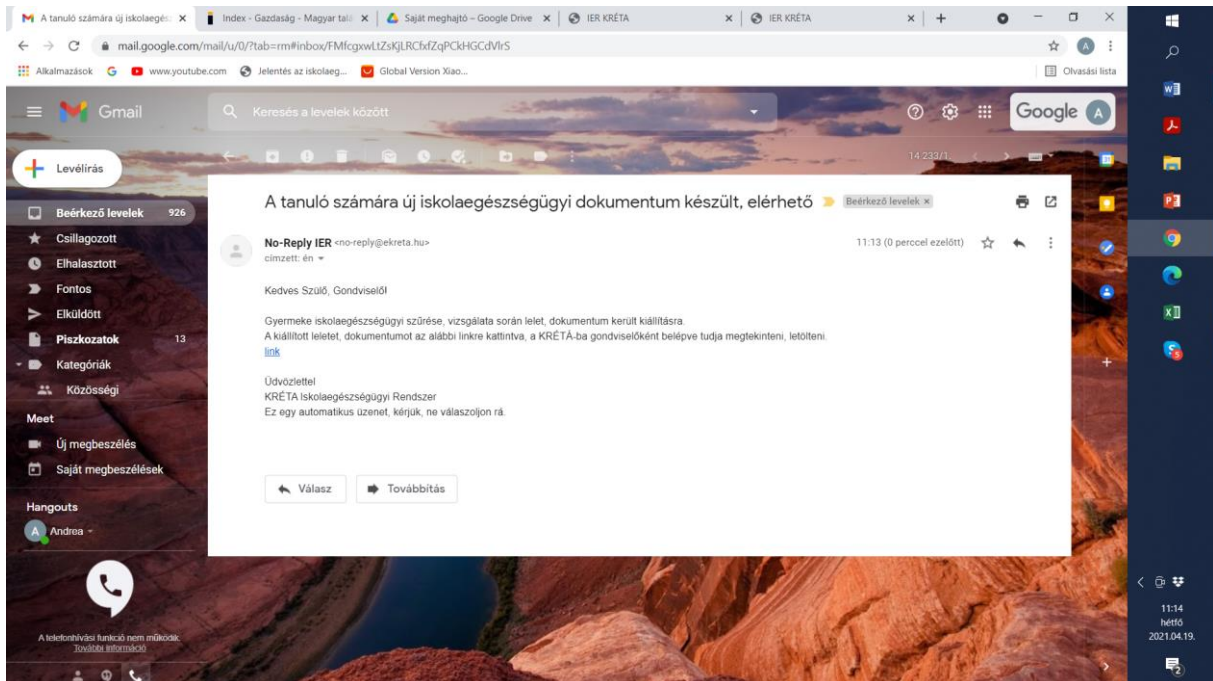 A tanuló számára új iskolaegész
Index - Gazdaság - Magyar talá
Saját meghajtó – Google Drive
IER KRÉTA
IER KRÉTA
mail.google.com/mail/u/0/?tab=rm#inbox/FMfcgxwLtZsKjLRCfxfZqPCkHGCdVlrS
Alkalmazások
www.youtube.com
Jelentés az iskolaeg...
Global Version Xiao...
Olvasási lista
Gmail
Keresés a levelek között
Google
A
Levélírás
14 233/1
Beérkező levelek 926
Csillagozott
Elhalasztott
Fontos
Elküldött
Piszkozatok 13
Kategóriák
Közösségi
Meet
Új megbeszélés
Saját megbeszélések
Hangouts
A Andrea
A telefonhívási funkció nem működik.
További információ
A tanuló számára új iskolaegészségügyi dokumentum készült, elérhető
Beérkező levelek ×
No-Reply IER <no-reply@ekreta.hu>
11:13 (0 perccel ezelőtt)
címzett: én
Kedves Szülő, Gondviselő!
Gyermeke iskolaegészségügyi szűrése, vizsgálata során lelet, dokumentum került kiállításra.
A kiállított leletet, dokumentumot az alábbi linkre kattintva, a KRÉTÁ-ba gondviselőként belépve tudja megtekinteni, letölteni.
link
Üdvözlettel
KRÉTA Iskolaegészségügyi Rendszer
Ez egy automatikus üzenet, kérjük, ne válaszoljon rá.
Válasz
Továbbítás
11:14
hétfő
2021.04.19.
2